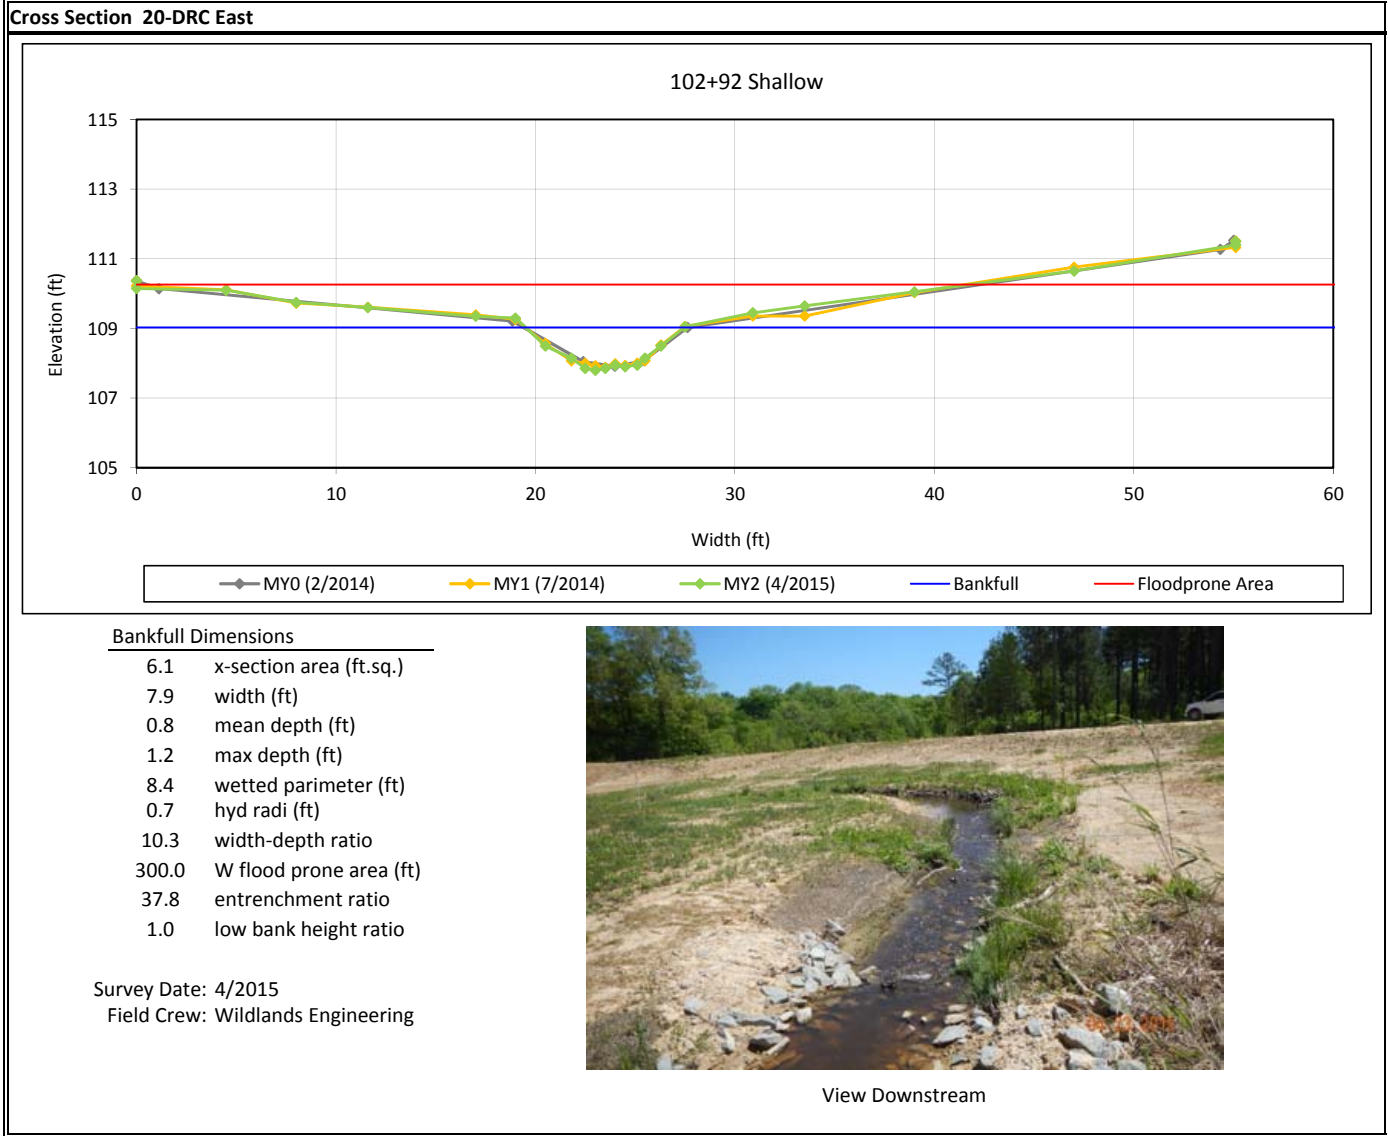 Cross Section 20-DRC East
102+92 Shallow
115
113
111
109
107
105
Elevation (ft)
0 10 20 30 40 50 60
Width (ft)
MY0 (2/2014) MY1 (7/2014) MY2 (4/2015) Bankfull Floodprone Area
Bankfull Dimensions
6.1 x-section area (ft.sq.)
7.9 width (ft)
0.8 mean depth (ft)
1.2 max depth (ft)
8.4 wetted parimeter (ft)
0.7 hyd radi (ft)
10.3 width-depth ratio
300.0 W flood prone area (ft)
37.8 entrenchment ratio
1.0 low bank height ratio
Survey Date: 4/2015
Field Crew: Wildlands Engineering
View Downstream